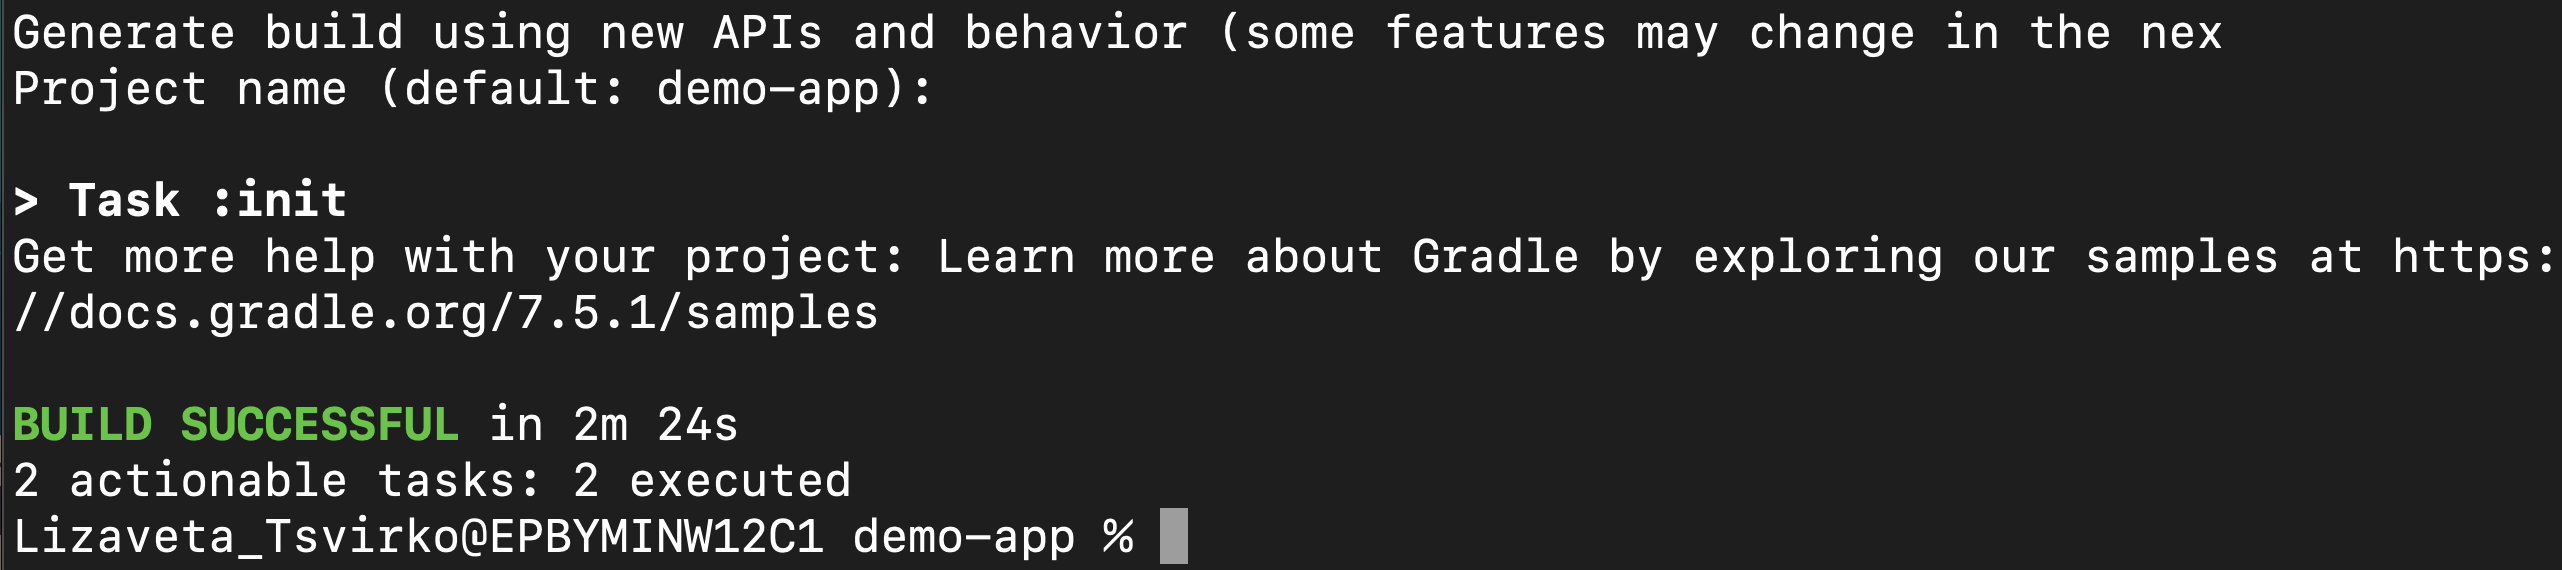 Generate build using new APIs and behavior (some features may change in the nex
Project name (default: demo-app):
> Task :init
Get more help with your project: Learn more about Gradle by exploring our samples at https:
//docs.gradle.org/7.5.1/samples
BUILD SUCCESSFUL in 2m 24s
2 actionable tasks: 2 executed
Lizaveta_Tsvirko@EPBYMINW12C1 demo-app %